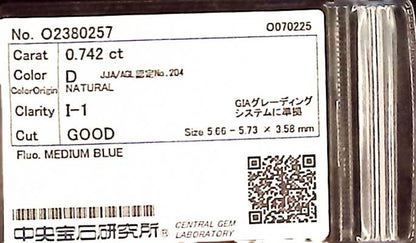 No. O2380257 O070225
Carat 0.742 ct
Color D JJA/AGL認定No.204
ColorOrigin NATURAL
Clarity I-1 GIAグレーディング
システムに準拠
Cut GOOD Size 5.66 - 5.73 × 3.58 mm
Fluo. MEDIUM BLUE
中央宝石研究所® CENTRAL GEM
LABORATORY